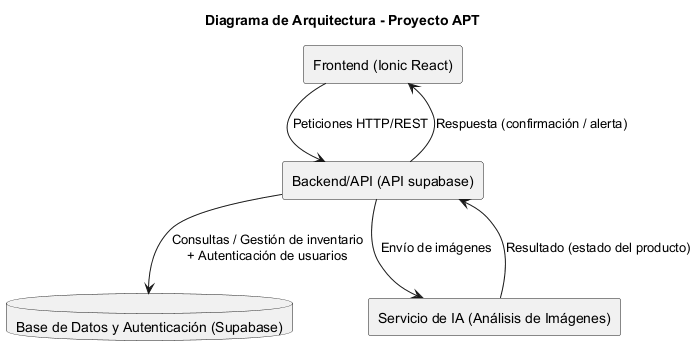 Diagrama de Arquitectura - Proyecto APT
Frontend (Ionic React)
Peticiones HTTP/REST
Respuesta (confirmación / alerta)
Backend/API (API supabase)
Consultas / Gestión de inventario
+ Autenticación de usuarios
Envío de imágenes
Resultado (estado del producto)
Base de Datos y Autenticación (Supabase)
Servicio de IA (Análisis de Imágenes)